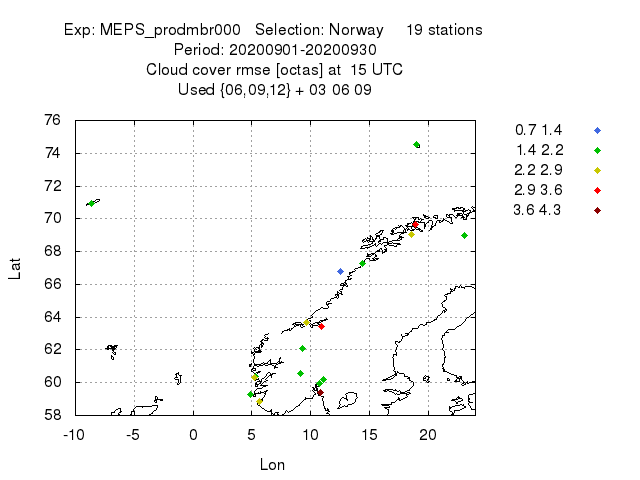 Exp: MEPS_prodmbr000 Selection: Norway 19 stations
Period: 20200901-20200930
Cloud cover rmse [octas] at 15 UTC
Used {06,09,12} + 03 06 09
76
74
72
70
68
66
64
62
60
58
Lat
-10 -5 0 5 10 15 20
Lon
0.7 1.4
1.4 2.2
2.2 2.9
2.9 3.6
3.6 4.3